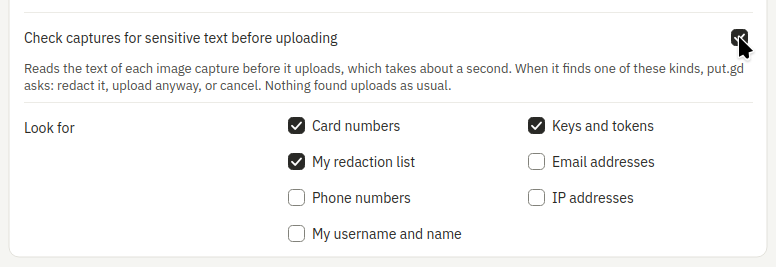 Check captures for sensitive text before uploading
Reads the text of each image capture before it uploads, which takes about a second. When it finds one of these kinds, put.gd
asks: redact it, upload anyway, or cancel. Nothing found uploads as usual.
Look for
Card numbers
Keys and tokens
My redaction list
Email addresses
Phone numbers
IP addresses
My username and name